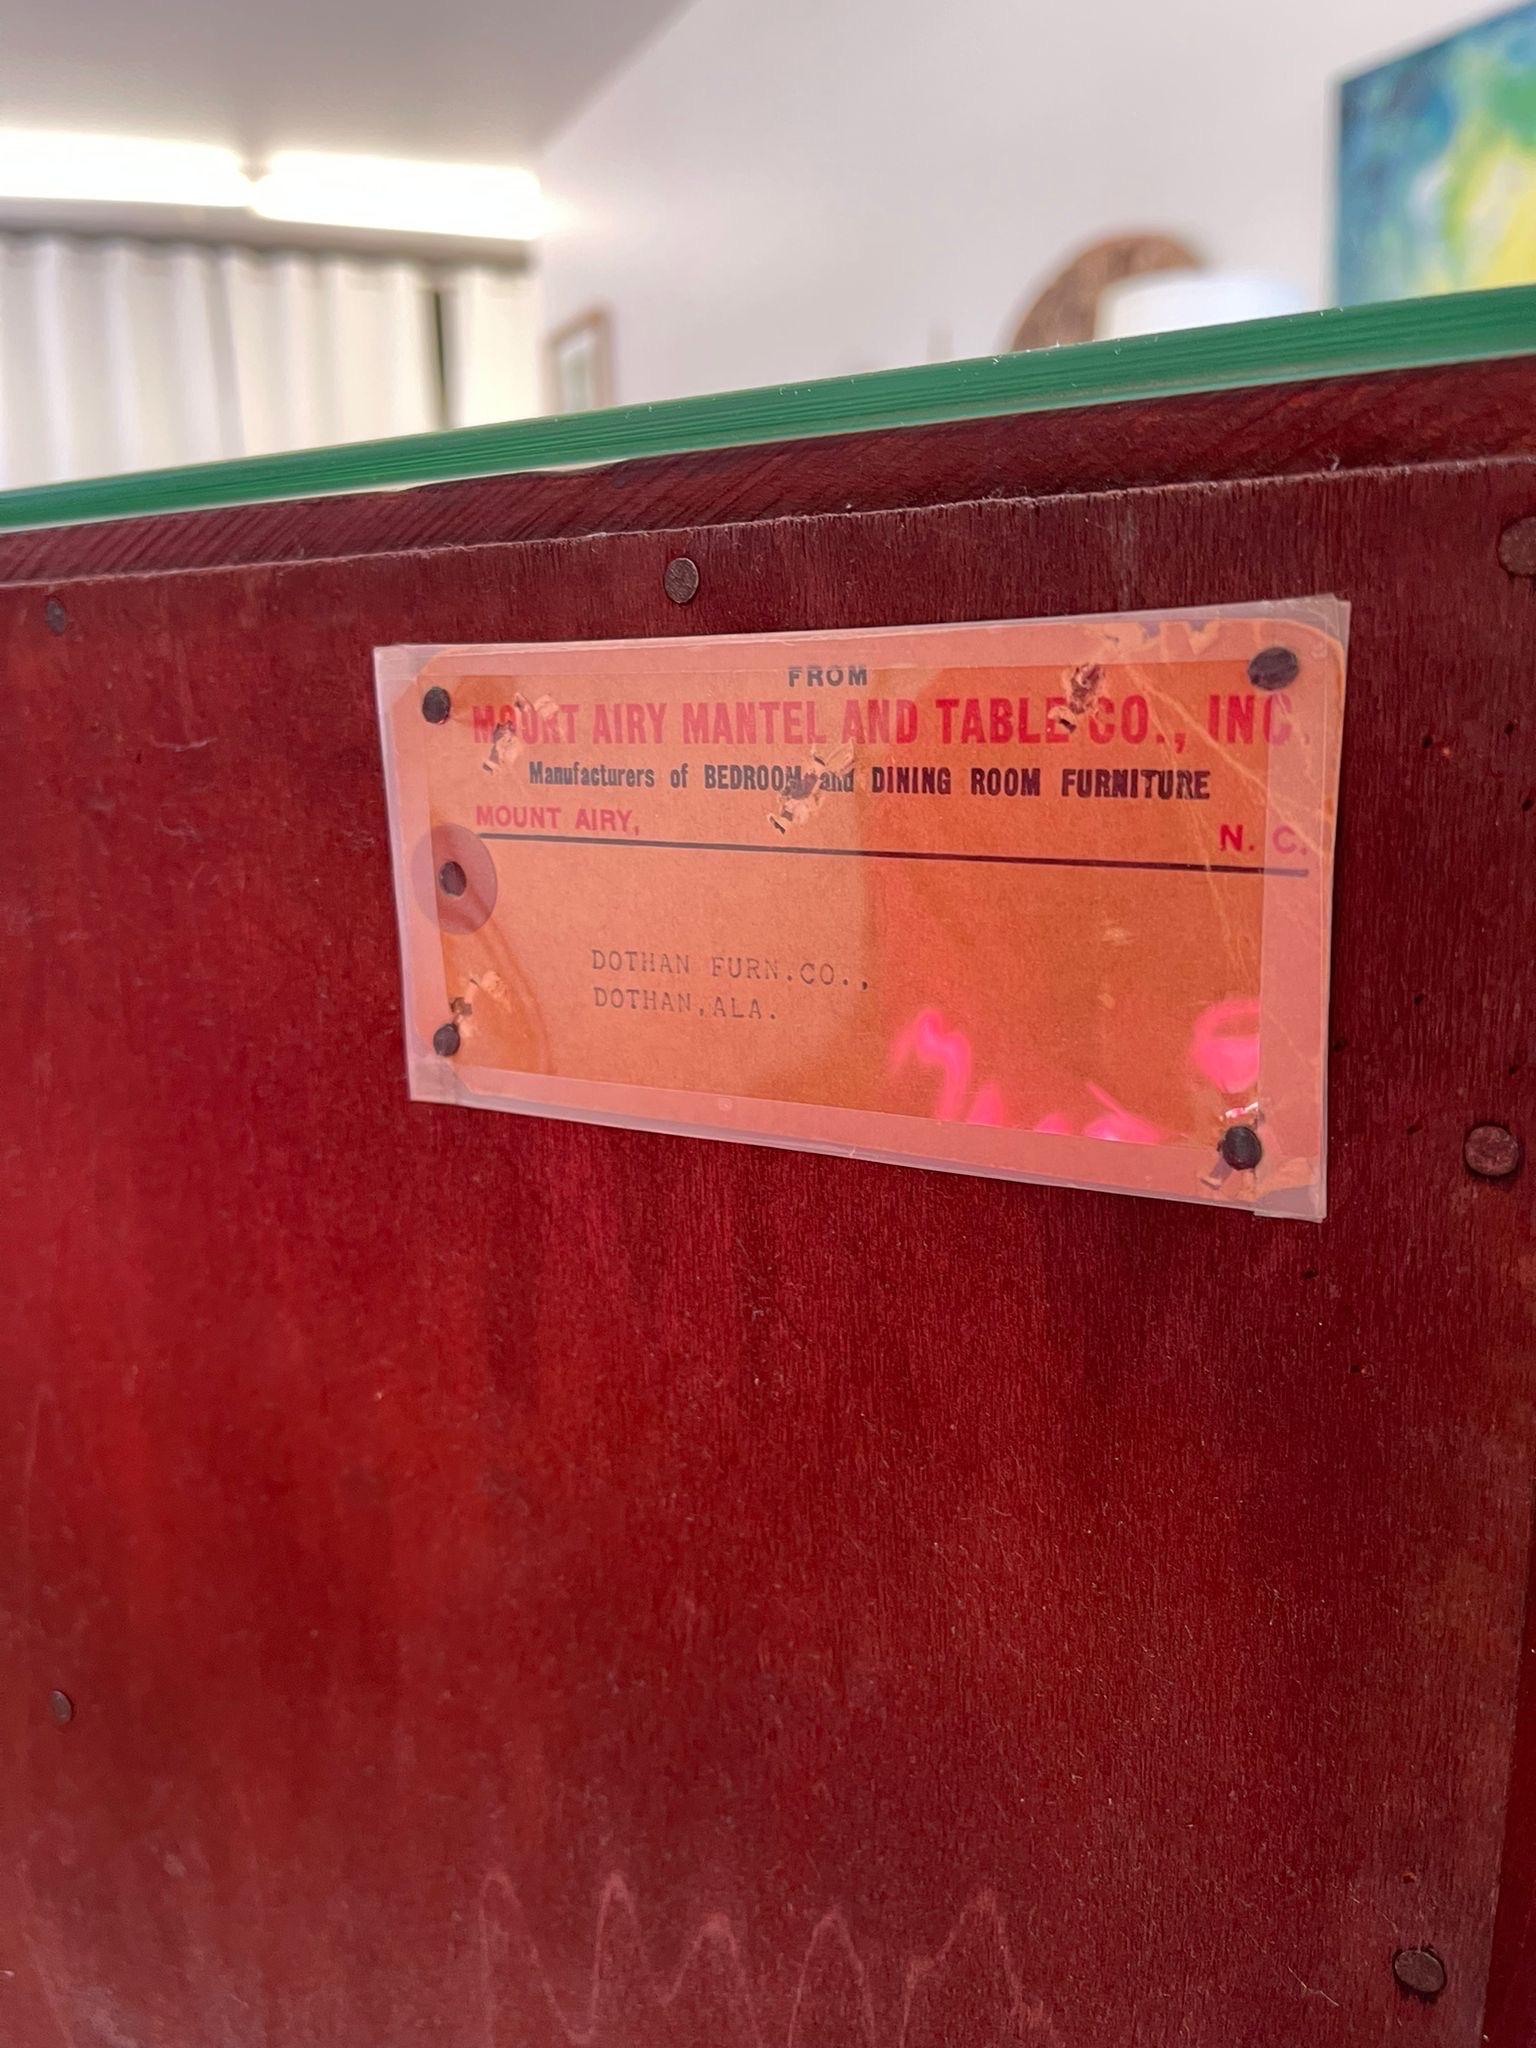 FROM
MOUNT AIRY MANTEL AND TABLE CO., INC.
Manufacturers of BEDROOM and DINING ROOM FURNITURE
MOUNT AIRY, N. C.
DOTHAN FURN.CO.,
DOTHAN,ALA.